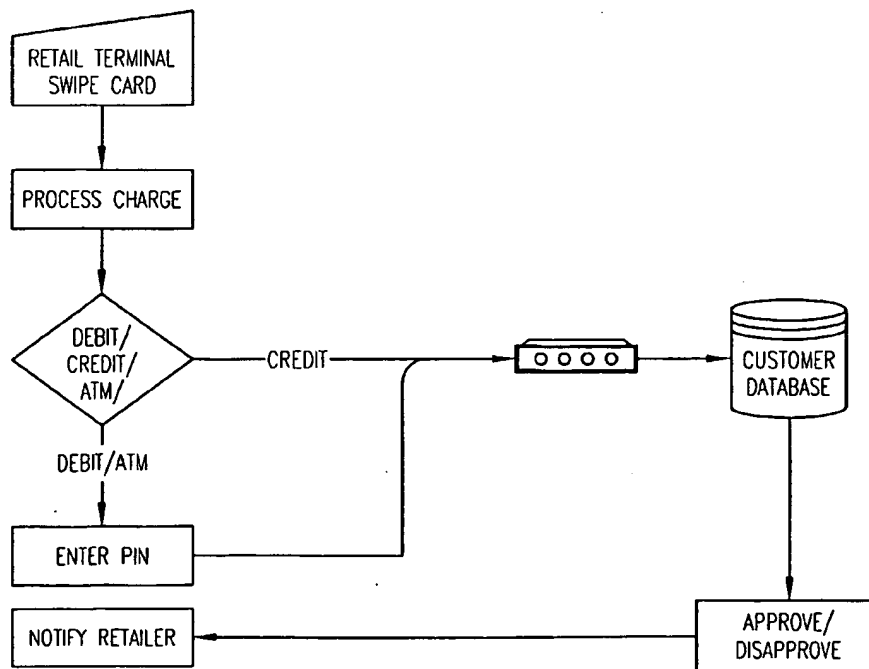 RETAIL TERMINAL
SWIPE CARD
PROCESS CHARGE
DEBIT/
CREDIT/
ATM/
CREDIT
CUSTOMER
DATABASE
DEBIT/ATM
ENTER PIN
NOTIFY RETAILER
APPROVE/
DISAPPROVE